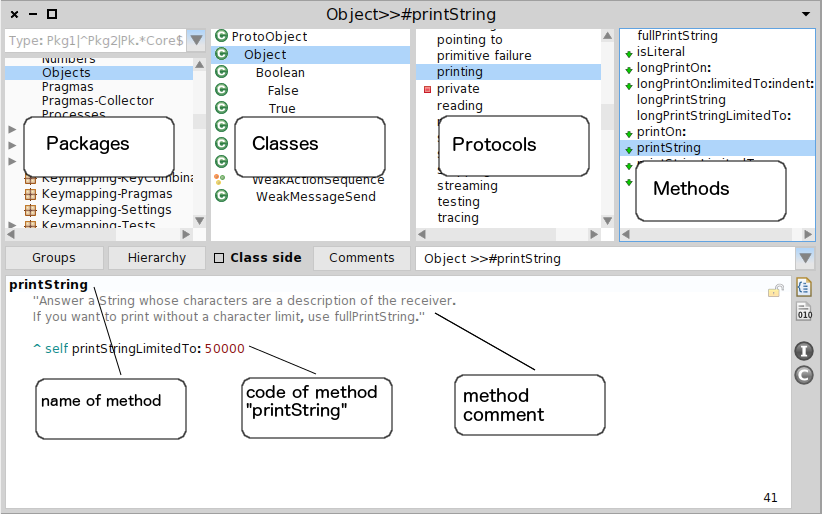 Object>>#printString
Type: Pkg1|^Pkg2|Pk.*Core$
Numbers
Objects
Pragmas
Pragmas-Collector
Processes
Packages
Keymapping-KeyCombina
Keymapping-Pragmas
Keymapping-Settings
Keymapping-Tests
ProtoObject
Object
Boolean
False
True
Classes
WeakActionSequence
WeakMessageSend
pointing to
primitive failure
printing
private
reading
Protocols
streaming
testing
tracing
fullPrintString
isLiteral
longPrintOn:
longPrintOn:limitedTo:indent:
longPrintString
longPrintStringLimitedTo:
printOn:
printString
Methods
Groups
Hierarchy
Class side
Comments
Object >>#printString
printString
"Answer a String whose characters are a description of the receiver.
If you want to print without a character limit, use fullPrintString."
^ self printStringLimitedTo: 50000
010
I
C
name of method
code of method
"printString"
method
comment
41